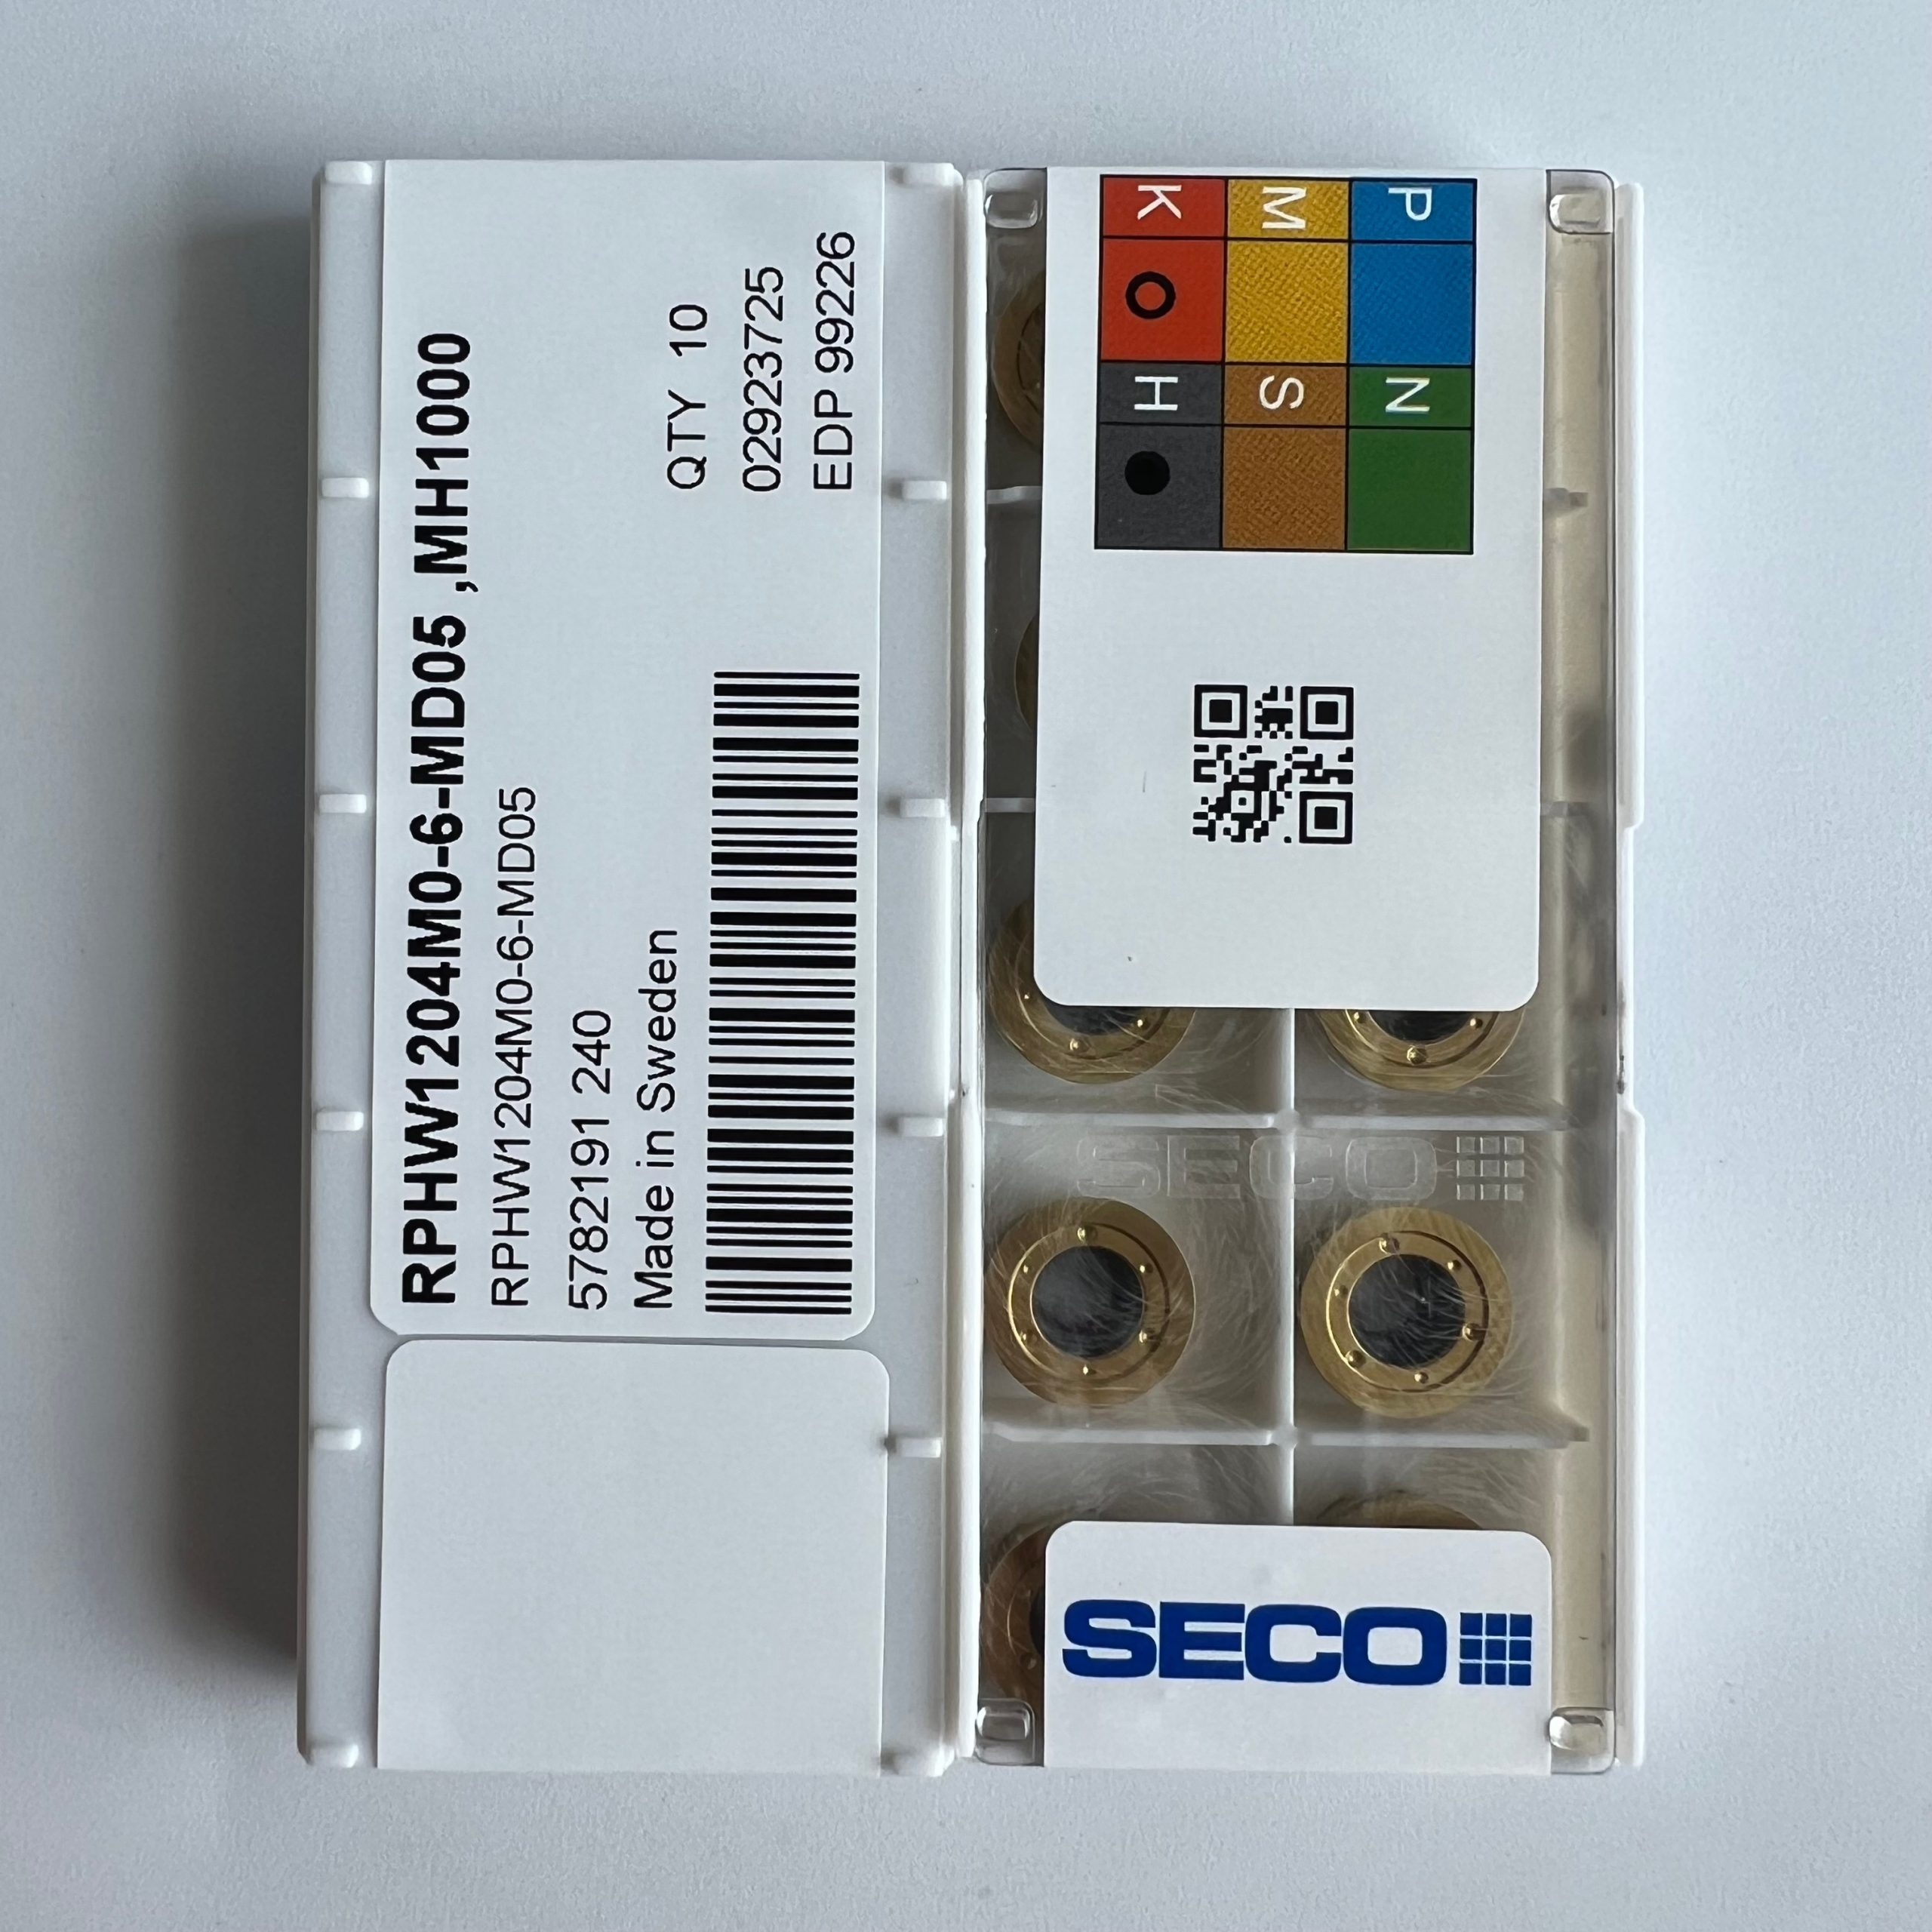 RPHW1204M0-6-MD05 ,MH1000
RPHW1204M0-6-MD05
5782191 240
Made in Sweden
QTY 10
02923725
EDP 99226
P
M
K
N
S
H
SECO
SECO